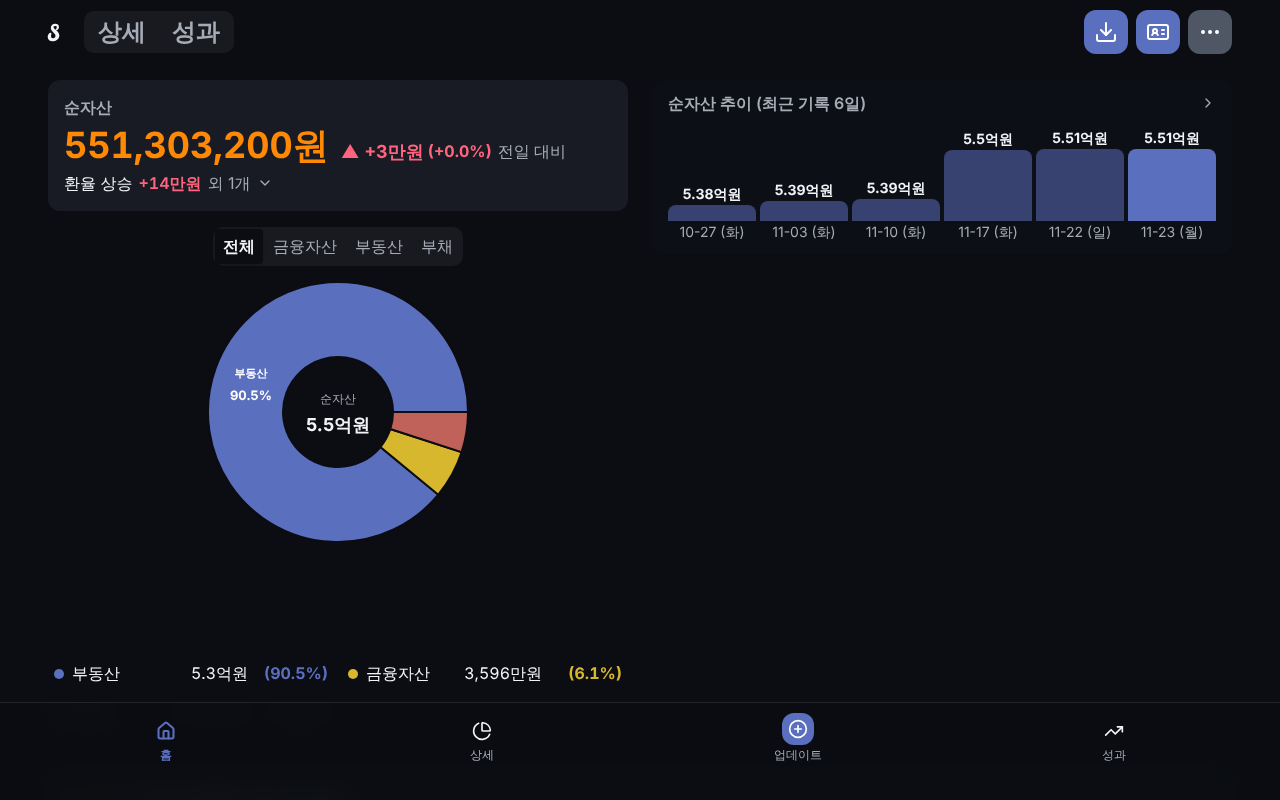 S 상세 성과
순자산
551,303,200원 ▲ +3만원 (+0.0%) 전일 대비
환율 상승 +14만원 외 1개
순자산 추이 (최근 기록 6일)
5.38억원 5.39억원 5.39억원 5.5억원 5.51억원 5.51억원
10-27 (화) 11-03 (화) 11-10 (화) 11-17 (화) 11-22 (일) 11-23 (월)
전체 금융자산 부동산 부채
부동산
90.5%
순자산
5.5억원
부동산 5.3억원 (90.5%) 금융자산 3,596만원 (6.1%)
홈 상세 업데이트 성과